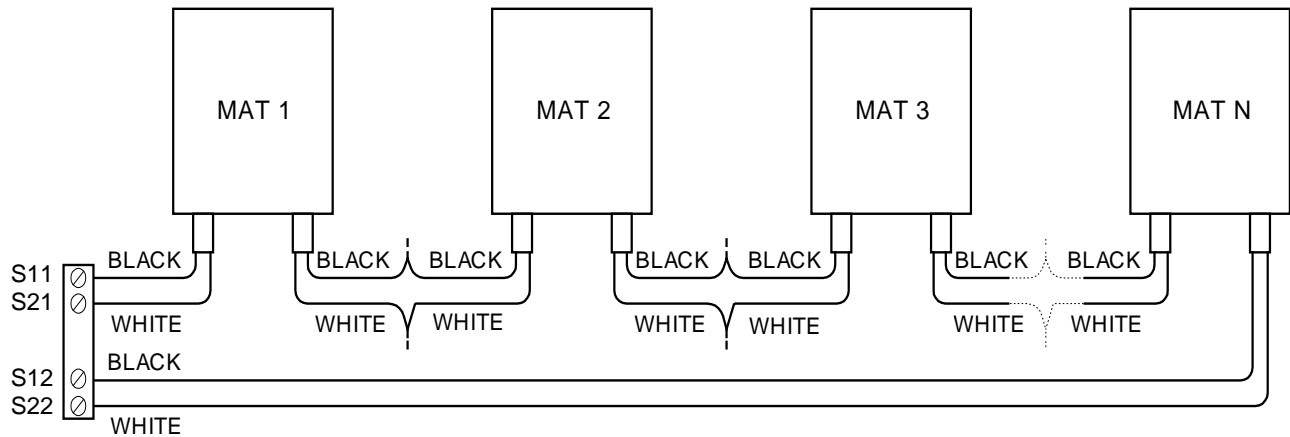 MAT 1 MAT 2 MAT 3 MAT N
BLACK BLACK BLACK BLACK BLACK BLACK BLACK
S11
S21
WHITE WHITE WHITE WHITE WHITE WHITE WHITE
BLACK
S12
S22
WHITE